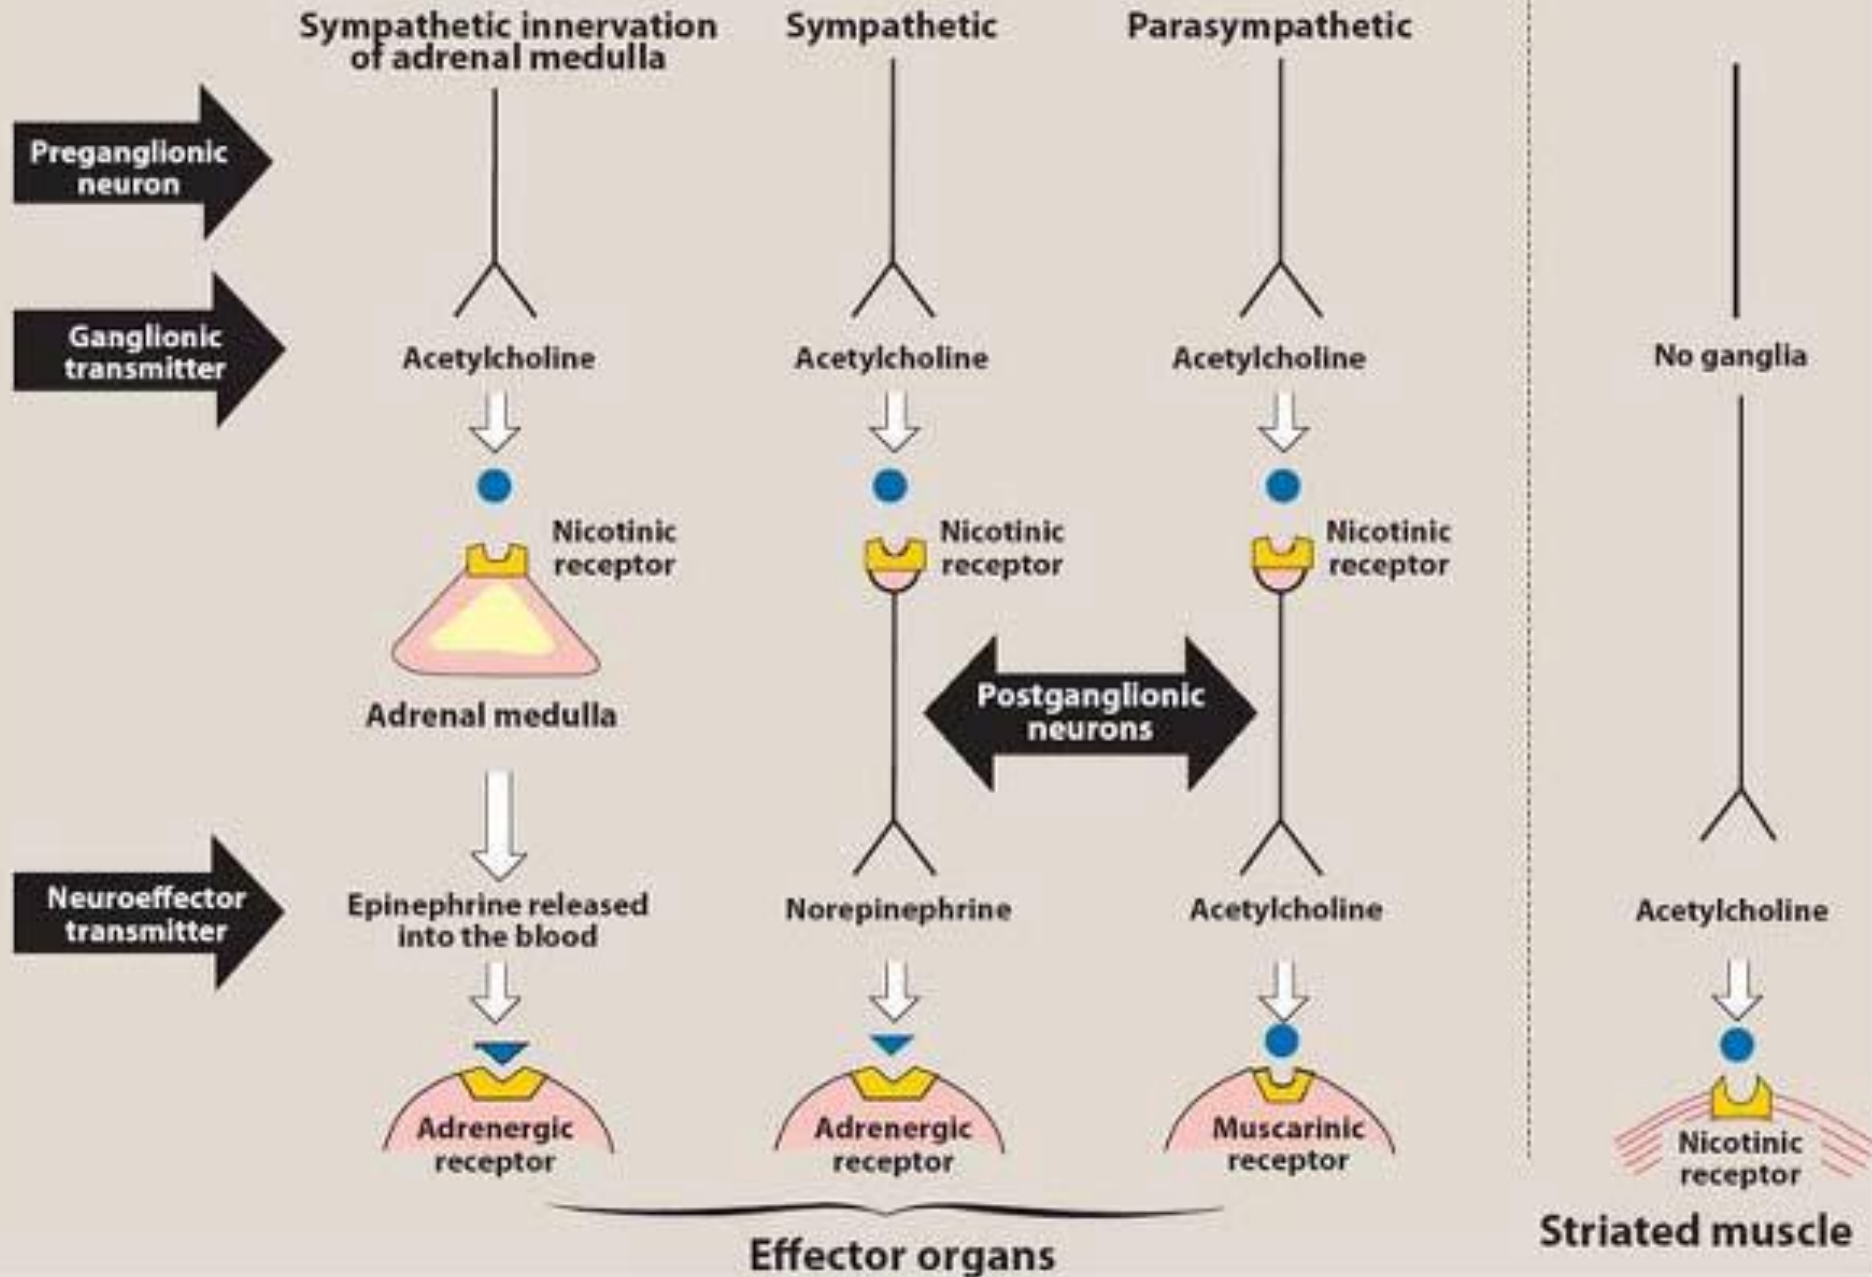 Sympathetic innervation
of adrenal medulla
Sympathetic
Parasympathetic
Preganglionic
neuron
Ganglionic
transmitter
Acetylcholine
Acetylcholine
Acetylcholine
No ganglia
Nicotinic
receptor
Nicotinic
receptor
Nicotinic
receptor
Adrenal medulla
Postganglionic
neurons
Neuroeffector
transmitter
Epinephrine released
into the blood
Norepinephrine
Acetylcholine
Acetylcholine
Adrenergic
receptor
Adrenergic
receptor
Muscarinic
receptor
Nicotinic
receptor
Effector organs
Striated muscle